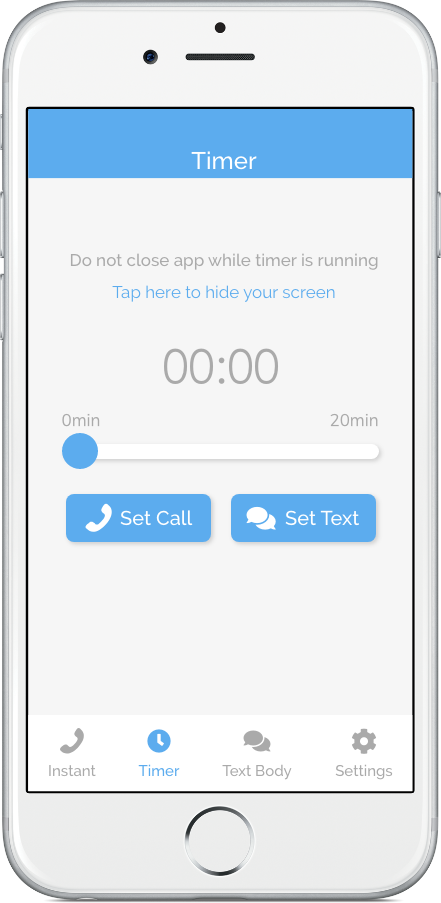 Timer
Do not close app while timer is running
Tap here to hide your screen
00:00
0min 20min
Set Call Set Text
Instant Timer Text Body Settings